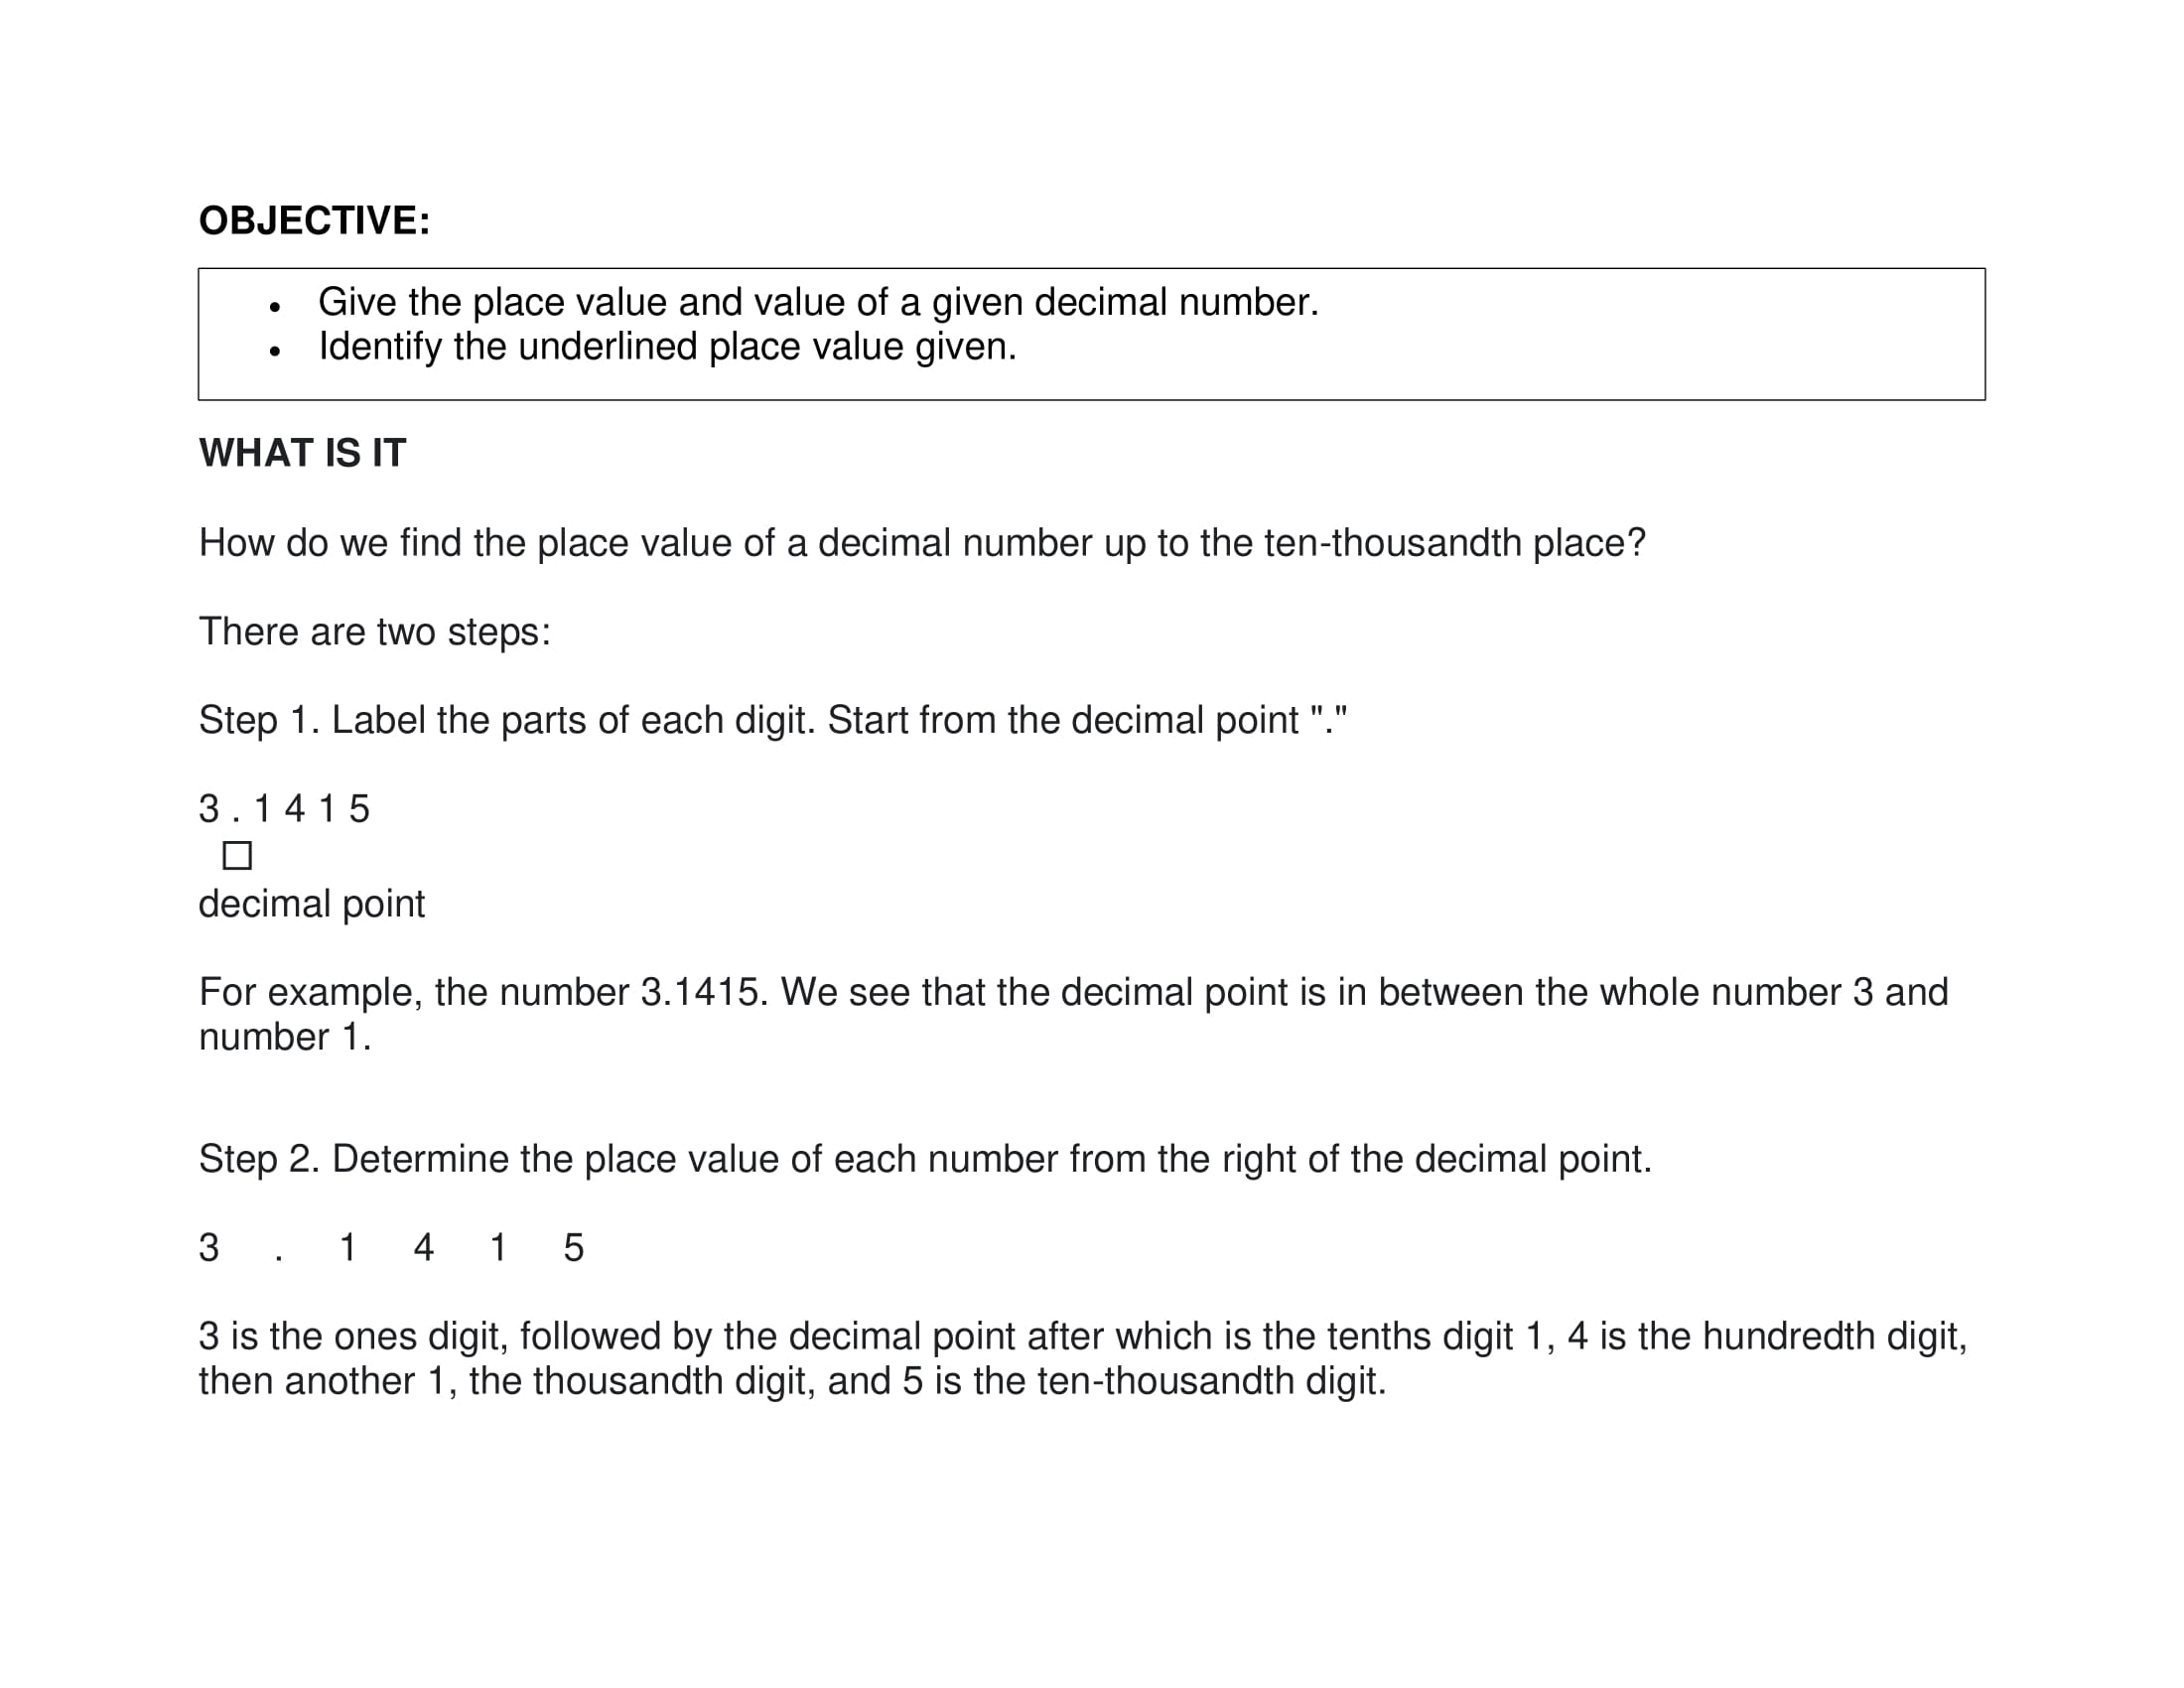 OBJECTIVE:
• Give the place value and value of a given decimal number.
• Identify the underlined place value given.
WHAT IS IT
How do we find the place value of a decimal number up to the ten-thousandth place?
There are two steps:
Step 1. Label the parts of each digit. Start from the decimal point "."
3 . 1 4 1 5
□
decimal point
For example, the number 3.1415. We see that the decimal point is in between the whole number 3 and
number 1.
Step 2. Determine the place value of each number from the right of the decimal point.
3 . 1 4 1 5
3 is the ones digit, followed by the decimal point after which is the tenths digit 1, 4 is the hundredth digit,
then another 1, the thousandth digit, and 5 is the ten-thousandth digit.